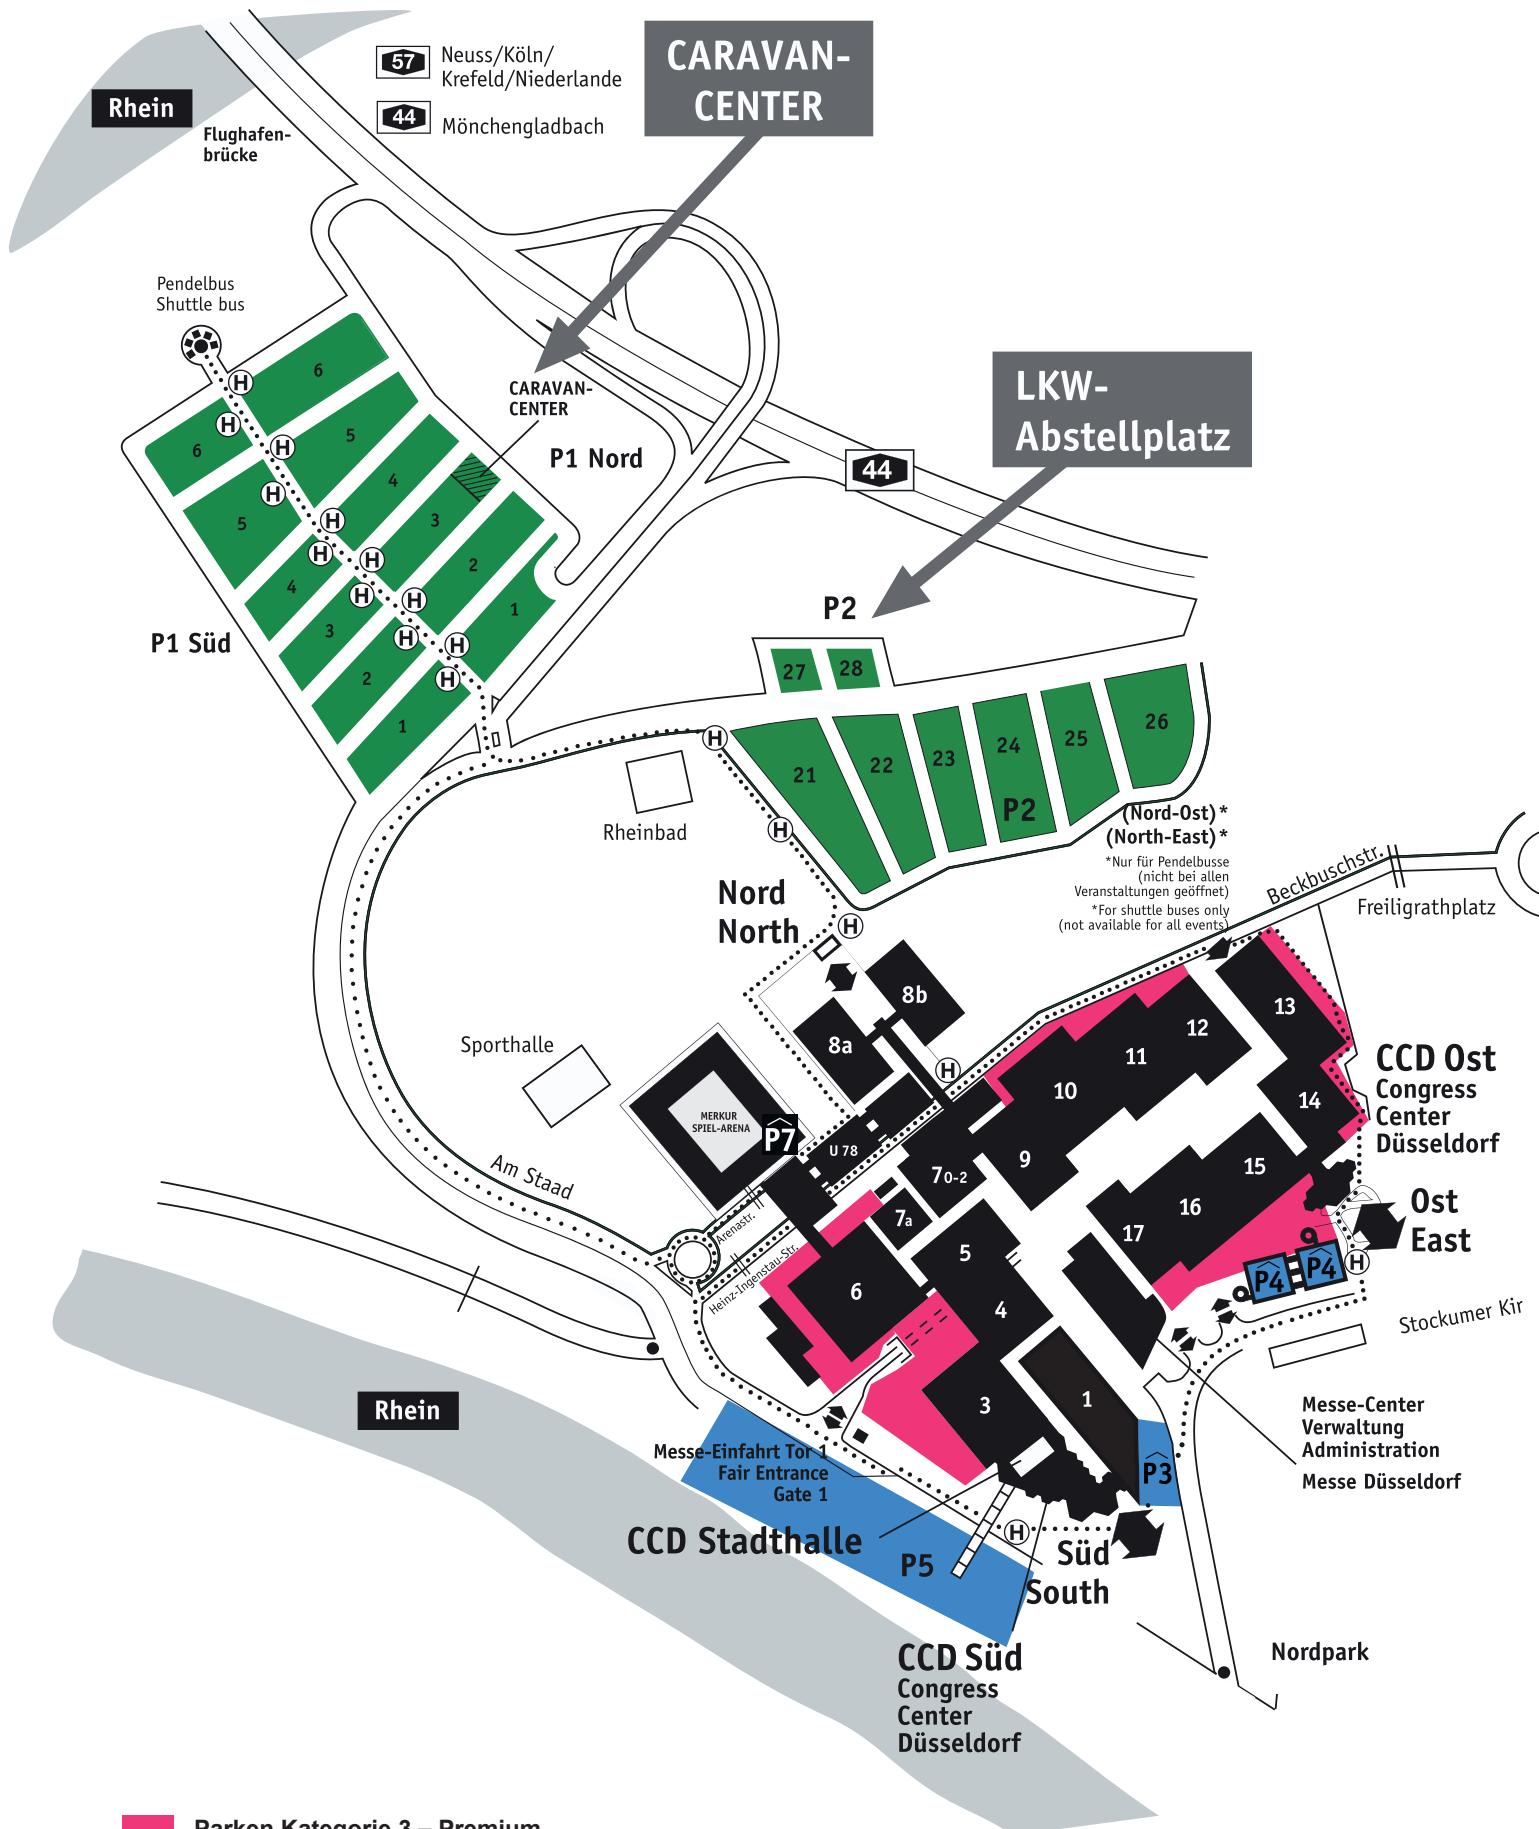 57
Neuss/Köln/
Krefeld/Niederlande
44
Mönchengladbach
CARAVAN-
CENTER
Rhein
Flughafen-
brücke
Pendelbus
Shuttle bus
CARAVAN-
CENTER
P1 Nord
LKW-
Abstellplatz
44
P1 Süd
6
6
5
5
4
4
3
3
2
2
1
1
H
H
H
H
H
H
H
H
H
H
H
H
P2
27
28
21
22
23
24
25
26
P2
H
H
H
Rheinbad
(Nord-Ost)*
(North-East)*
*Nur für Pendelbusse
(nicht bei allen
Veranstaltungen geöffnet)
*For shuttle buses only
(not available for all events)
Beckbuschstr.
Freiligrathplatz
Nord
North
8b
8a
H
Sporthalle
MERKUR
SPIEL-ARENA
P7
U 78
13
12
11
10
9
14
15
16
17
70-2
7a
5
6
4
3
1
CCD Ost
Congress
Center
Düsseldorf
Ost
East
P4
P4
H
Stockumer Kir
Am Staad
Arenastr.
Heinz-Ingenstau-Str.
Messe-Center
Verwaltung
Administration
Messe Düsseldorf
P3
Rhein
Messe-Einfahrt Tor 1
Fair Entrance
Gate 1
CCD Stadthalle
P5
H
Süd
South
CCD Süd
Congress
Center
Düsseldorf
Nordpark
Parken Kategorie 3 – Premium